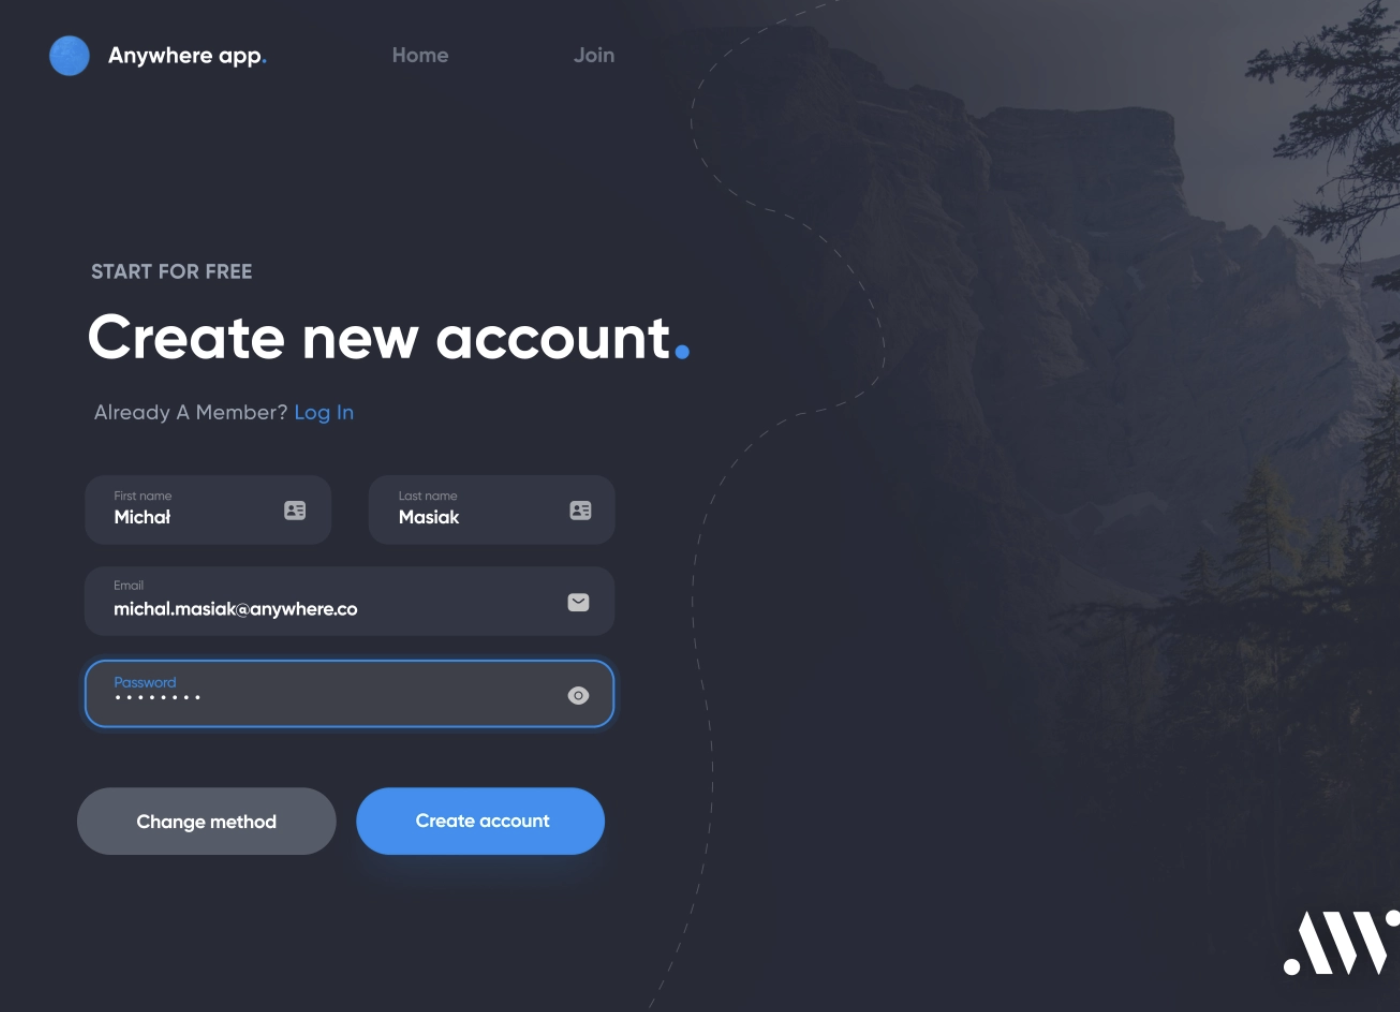 Anywhere app. Home Join
START FOR FREE
Create new account.
Already A Member? Log In
First name Last name
Michał Masiak
Email
michal.masiak@anywhere.co
Password
Change method Create account
.AW